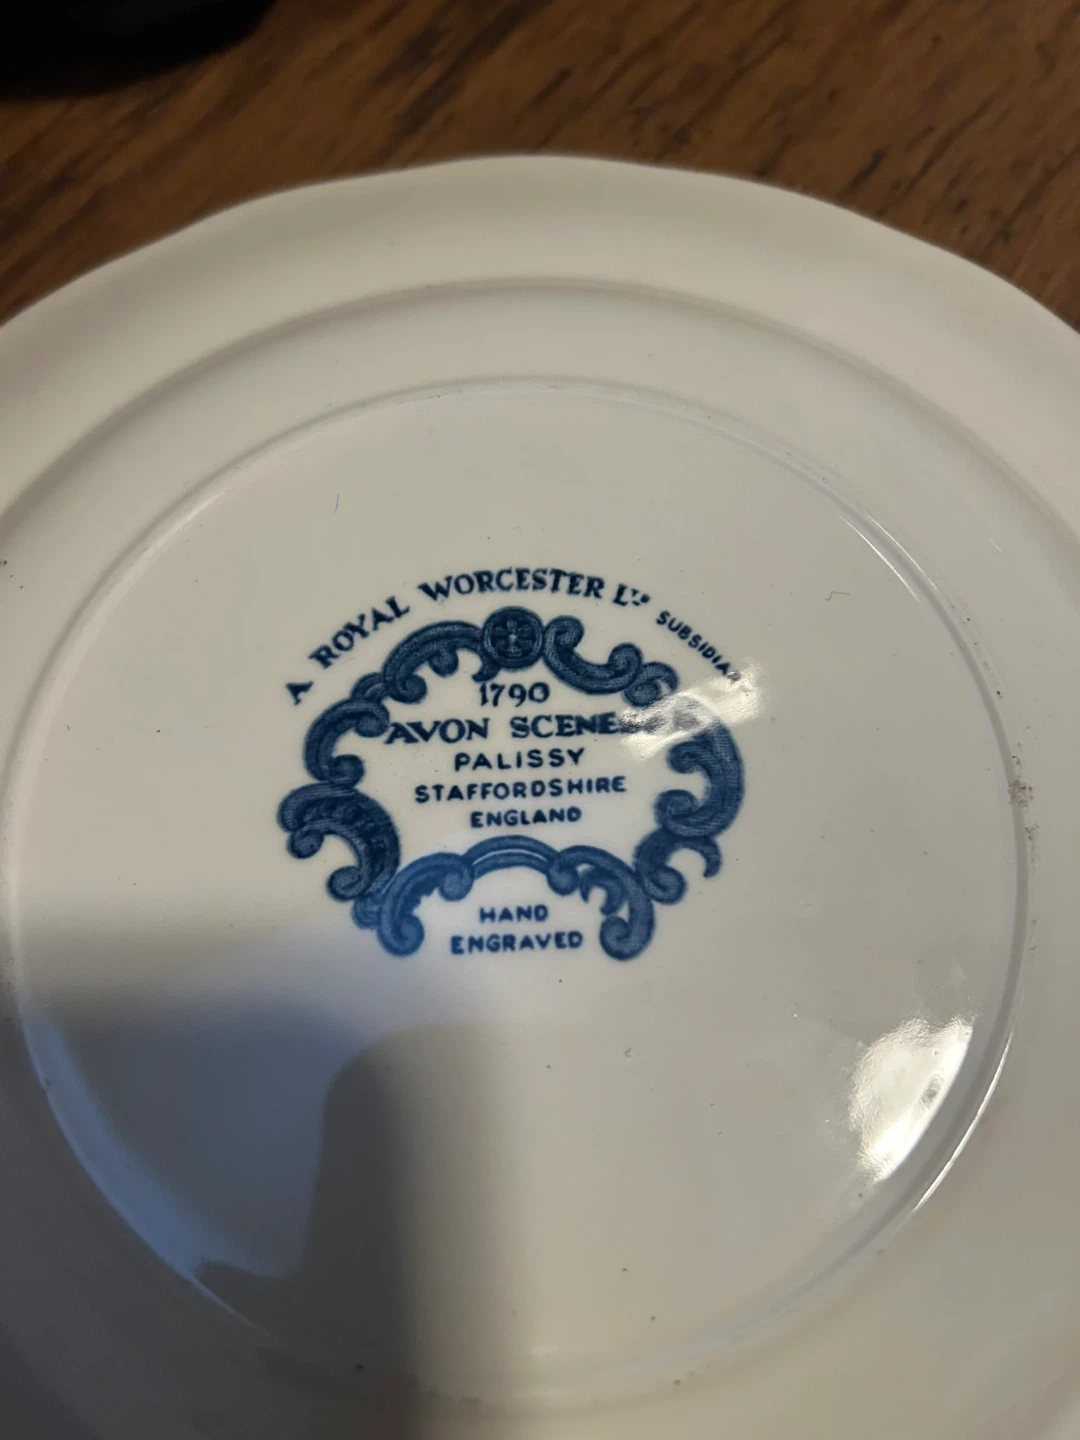 A ROYAL WORCESTER LTD SUBSIDIARY
1790
AVON SCENES
PALISSY
STAFFORDSHIRE
ENGLAND
HAND
ENGRAVED